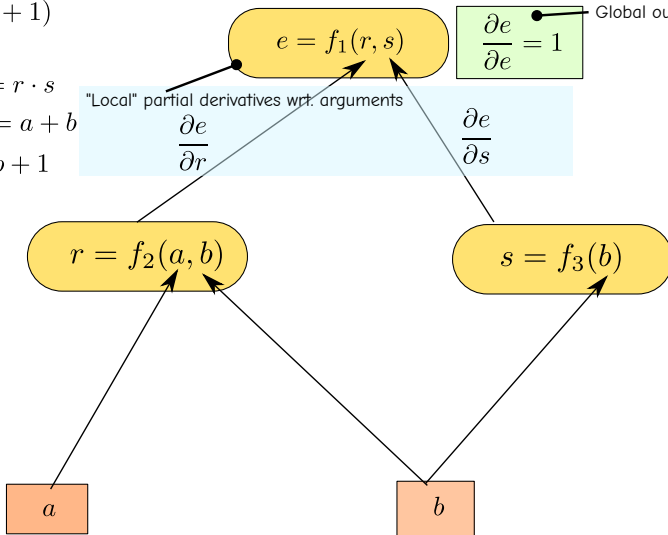 + 1)
e = f₁(r, s)
∂e/∂e = 1
Global ou
= r · s
"Local" partial derivatives wrt. arguments
= a + b
∂e/∂r
∂e/∂s
+ 1
r = f₂(a, b)
s = f₃(b)
a
b